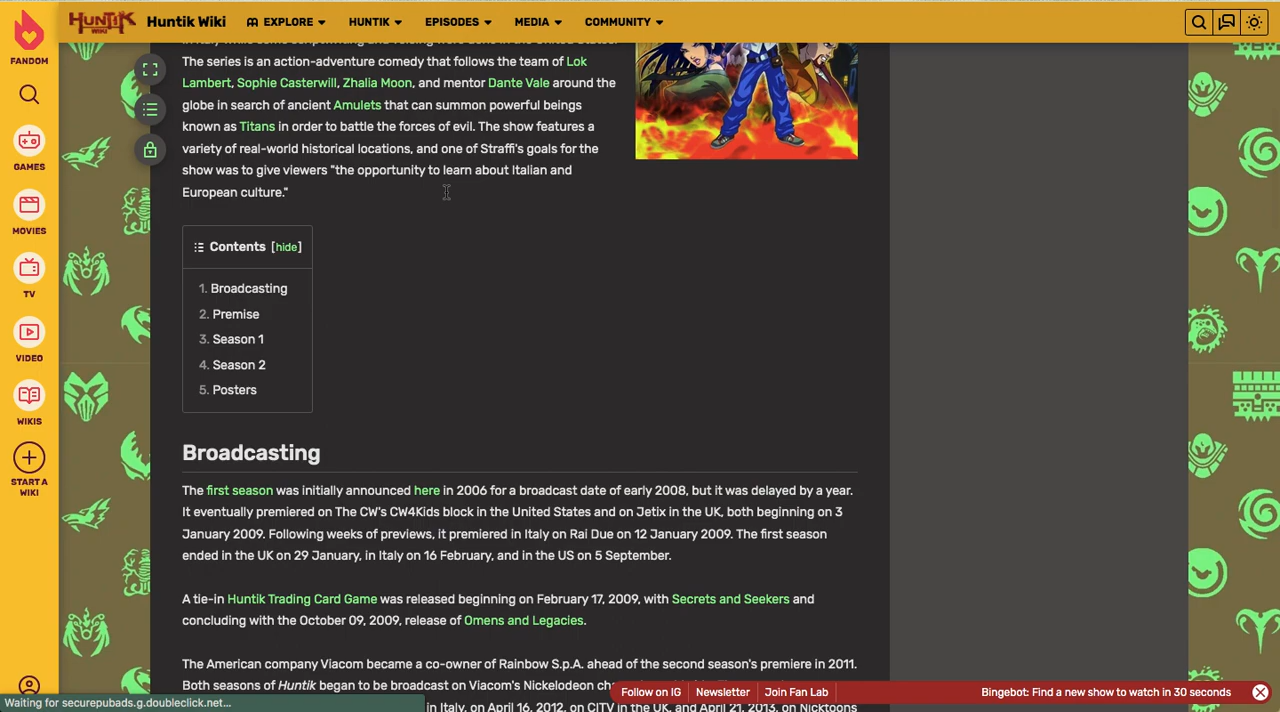 HUNTIK
WIKI
Huntik Wiki
EXPLORE
HUNTIK
EPISODES
MEDIA
COMMUNITY
FANDOM
GAMES
MOVIES
TV
VIDEO
WIKIS
START A
WIKI
The series is an action-adventure comedy that follows the team of Lok
Lambert, Sophie Casterwill, Zhalia Moon, and mentor Dante Vale around the
globe in search of ancient Amulets that can summon powerful beings
known as Titans in order to battle the forces of evil. The show features a
variety of real-world historical locations, and one of Straffi's goals for the
show was to give viewers "the opportunity to learn about Italian and
European culture."
Contents [hide]
1. Broadcasting
2. Premise
3. Season 1
4. Season 2
5. Posters
Broadcasting
The first season was initially announced here in 2006 for a broadcast date of early 2008, but it was delayed by a year.
It eventually premiered on The CW's CW4Kids block in the United States and on Jetix in the UK, both beginning on 3
January 2009. Following weeks of previews, it premiered in Italy on Rai Due on 12 January 2009. The first season
ended in the UK on 29 January, in Italy on 16 February, and in the US on 5 September.
A tie-in Huntik Trading Card Game was released beginning on February 17, 2009, with Secrets and Seekers and
concluding with the October 09, 2009, release of Omens and Legacies.
The American company Viacom became a co-owner of Rainbow S.p.A. ahead of the second season's premiere in 2011.
Both seasons of Huntik began to be broadcast on Viacom's Nickelodeon
in Italy, on April 16, 2012, on CITV in the UK, and April 21, 2013, on Nicktoons
Follow on IG
Newsletter
Join Fan Lab
Bingebot: Find a new show to watch in 30 seconds
Waiting for securepubads.g.doubleclick.net...